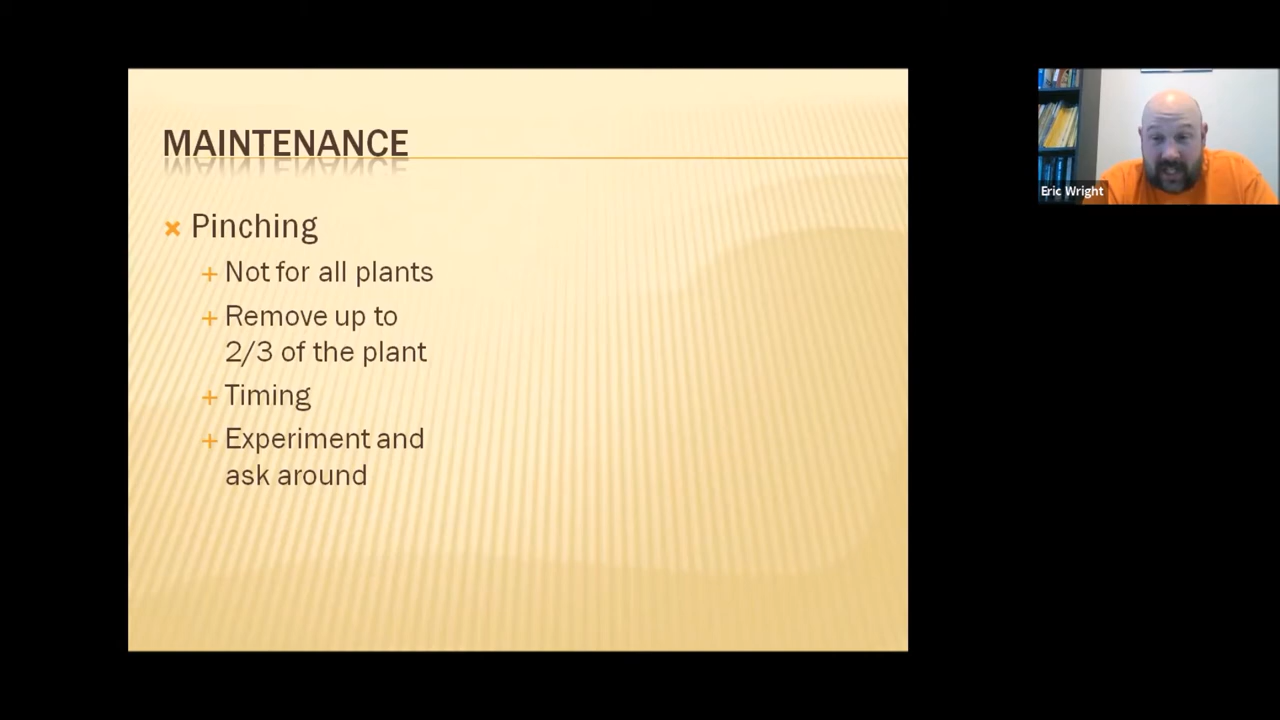 MAINTENANCE
Pinching
Not for all plants
Remove up to
2/3 of the plant
Timing
Experiment and
ask around
Eric Wright